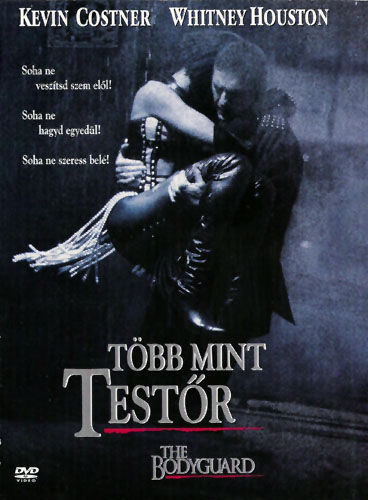 KEVIN COSTNER WHITNEY HOUSTON
Soha ne
veszítsd szem elől!
Soha ne
hagyd egyedül!
Soha ne szeress belé!
TÖBB MINT
TESTŐR
THE
BODYGUARD
DVD
VIDEO